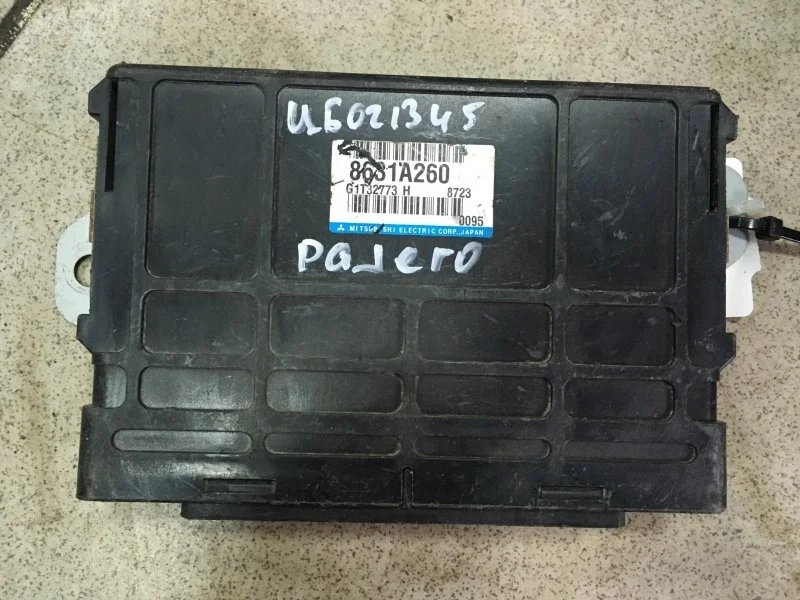 ЦБ021345
8631A260
G1T32773 H 8723
0095
MITSUBISHI ELECTRIC CORP., JAPAN
Pajero